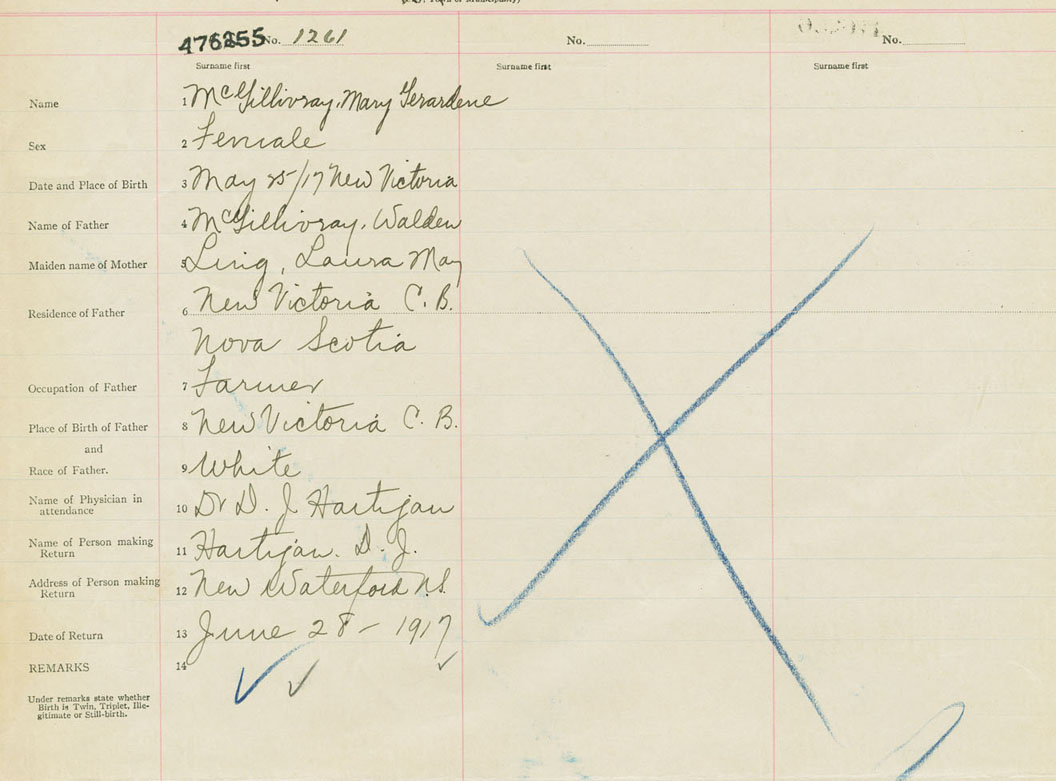 476255 No. 1261 No. No.
Surname first Surname first Surname first
Name 1 McGillivray, Mary Gerardene
Sex 2 Female
Date and Place of Birth 3 May 25/17 New Victoria
Name of Father 4 McGillivray, Walden
Maiden name of Mother 5 Ling, Laura May
Residence of Father 6 New Victoria C. B.
Nova Scotia
Occupation of Father 7 Farmer
Place of Birth of Father 8 New Victoria C. B.
and
Race of Father. 9 White
Name of Physician in
attendance 10 Dr D. J Hartigan
Name of Person making
Return 11 Hartigan. D. J.
Address of Person making
Return 12 New Waterford N.S.
Date of Return 13 June 28 - 1917
REMARKS 14
Under remarks state whether
Birth is Twin, Triplet, Ille-
gitimate or Still-birth.